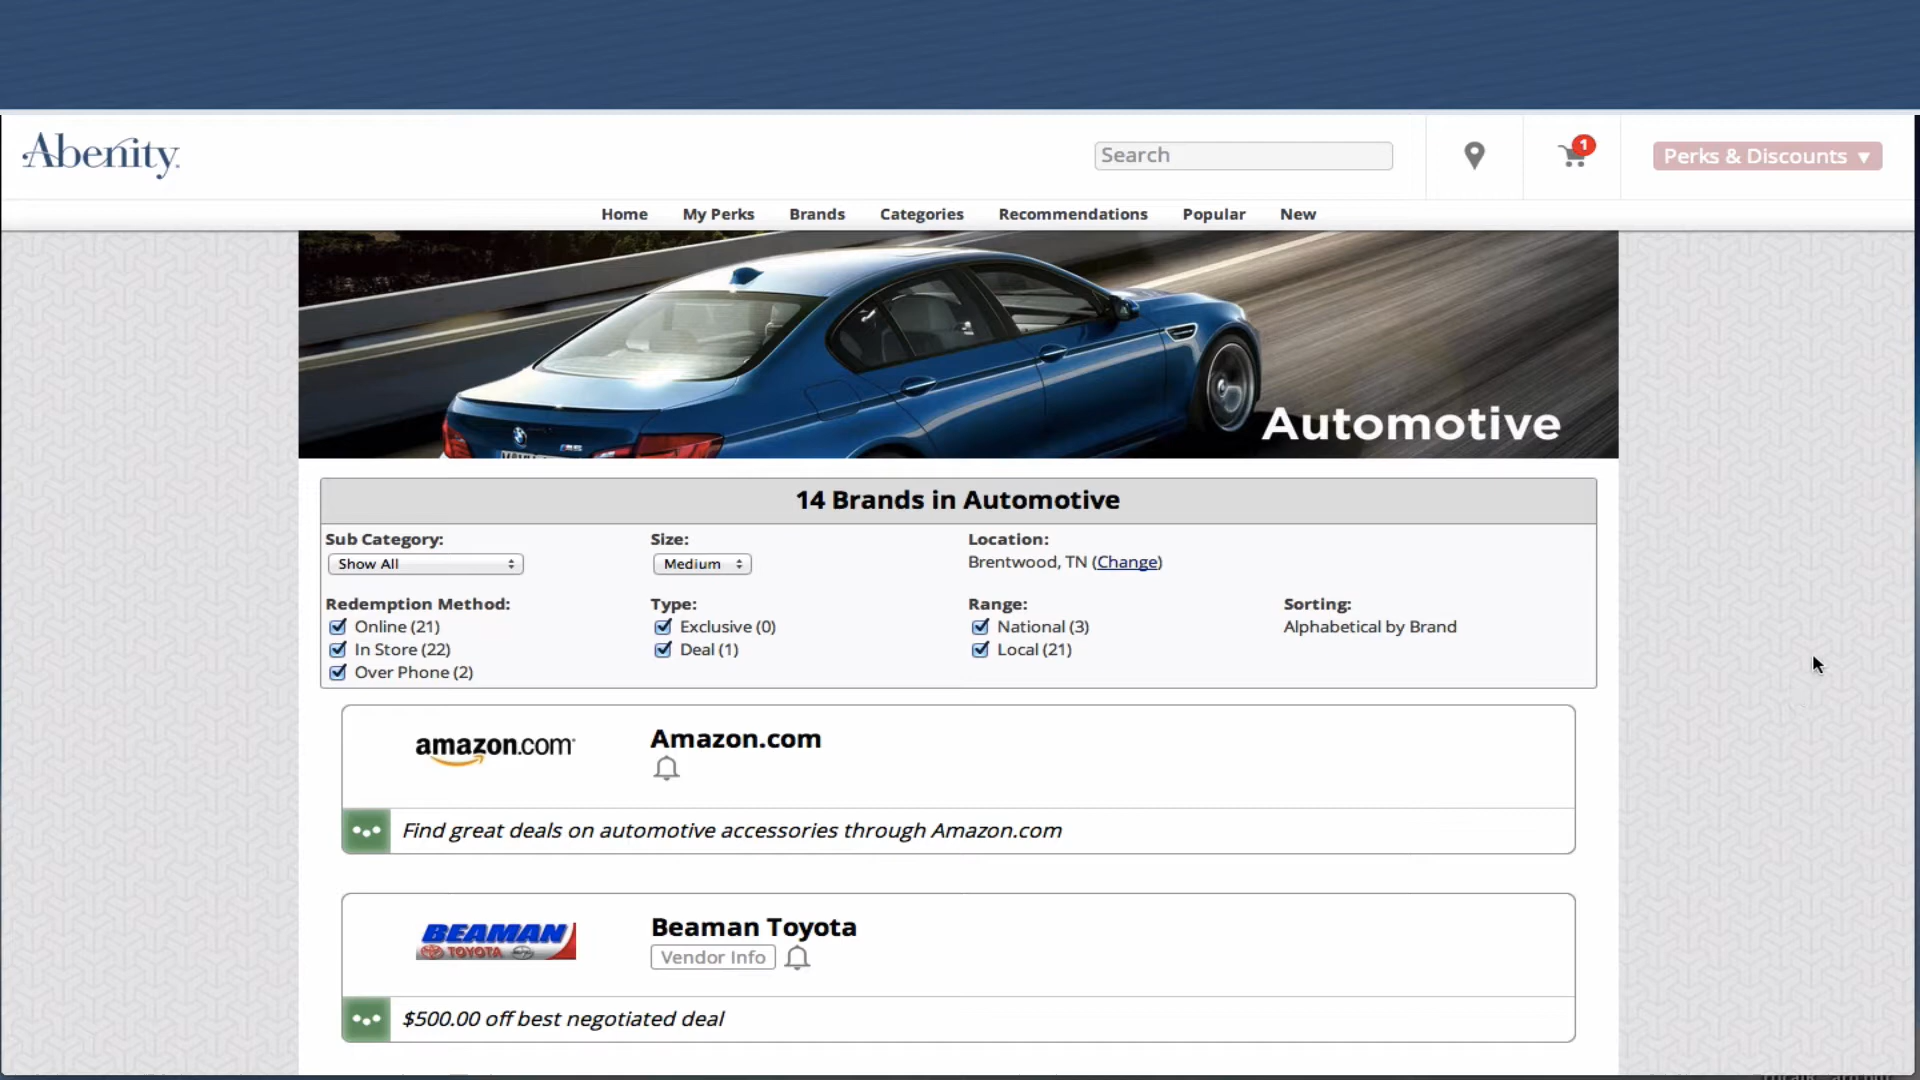 Abenity
Search
1
Perks & Discounts ▼
Home My Perks Brands Categories Recommendations Popular New
Automotive
14 Brands in Automotive
Sub Category: Size: Location:
Show All Medium Brentwood, TN (Change)
Redemption Method: Type: Range: Sorting:
Online (21) Exclusive (0) National (3) Alphabetical by Brand
In Store (22) Deal (1) Local (21)
Over Phone (2)
amazon.com Amazon.com
Find great deals on automotive accessories through Amazon.com
BEAMAN Beaman Toyota
TOYOTA Vendor Info
$500.00 off best negotiated deal